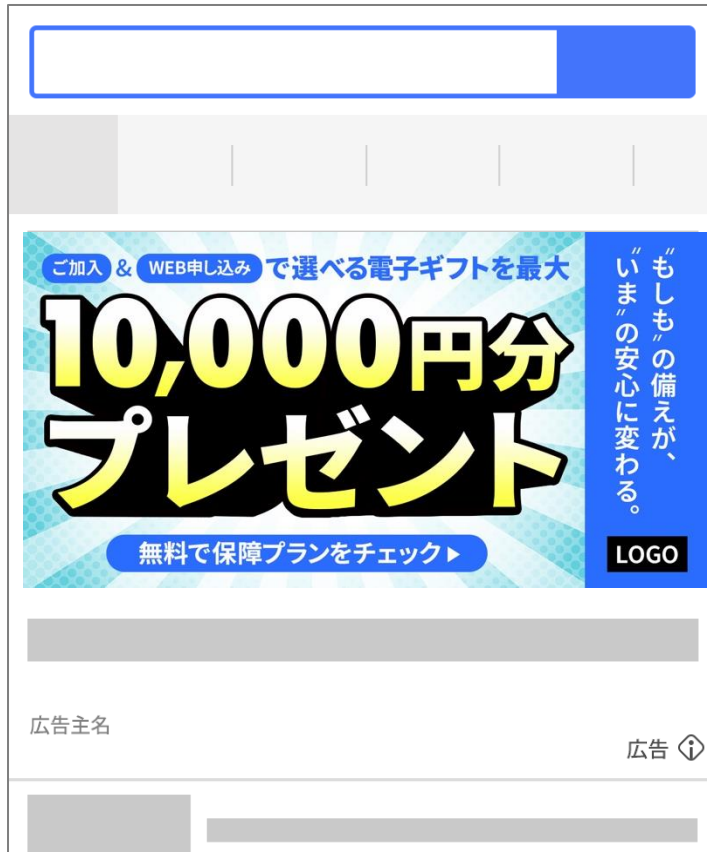 ご加入 & WEB申し込み で選べる電子ギフトを最大
10,000円分
プレゼント
無料で保障プランをチェック▶
"もしも"の備えが、
"いま"の安心に変わる。
LOGO
広告主名
広告